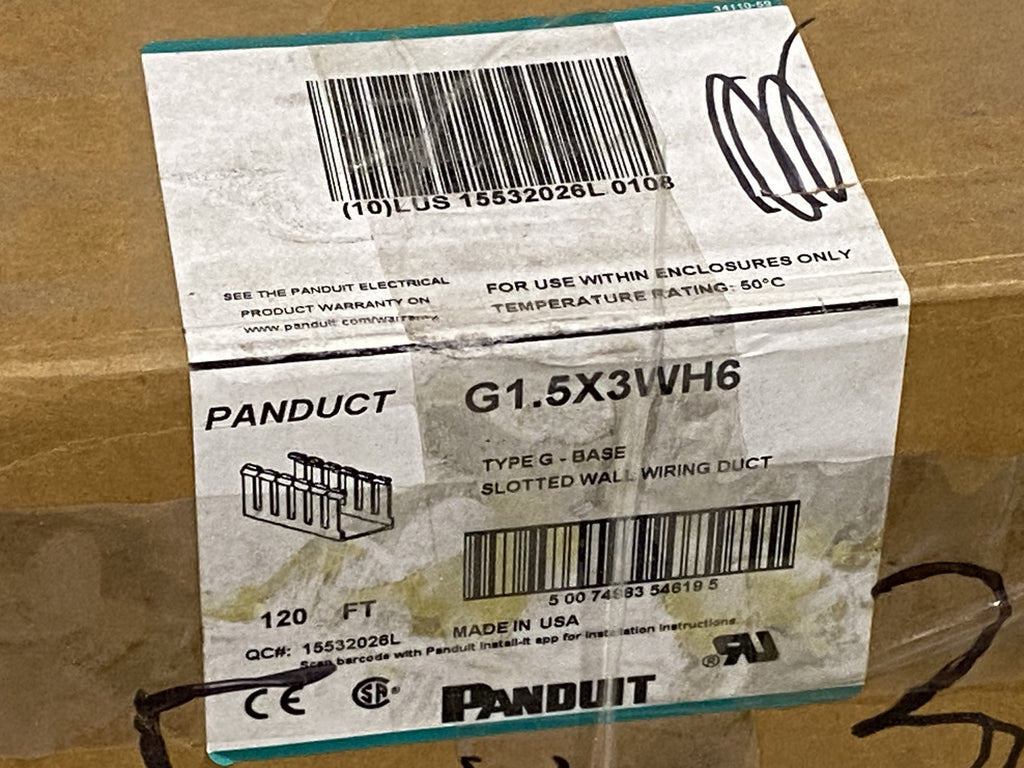 34110-59
(10)LUS 15532026L 0108
SEE THE PANDUIT ELECTRICAL
PRODUCT WARRANTY ON
www.panduit.com/warranty
FOR USE WITHIN ENCLOSURES ONLY
TEMPERATURE RATING: 50°C
PANDUCT
G1.5X3WH6
TYPE G - BASE
SLOTTED WALL WIRING DUCT
5 00 74983 54619 5
120 FT
MADE IN USA
QC#: 15532026L
Scan barcode with Panduit Install-It app for installation instructions
CE
SA®
PANDUIT
®RU